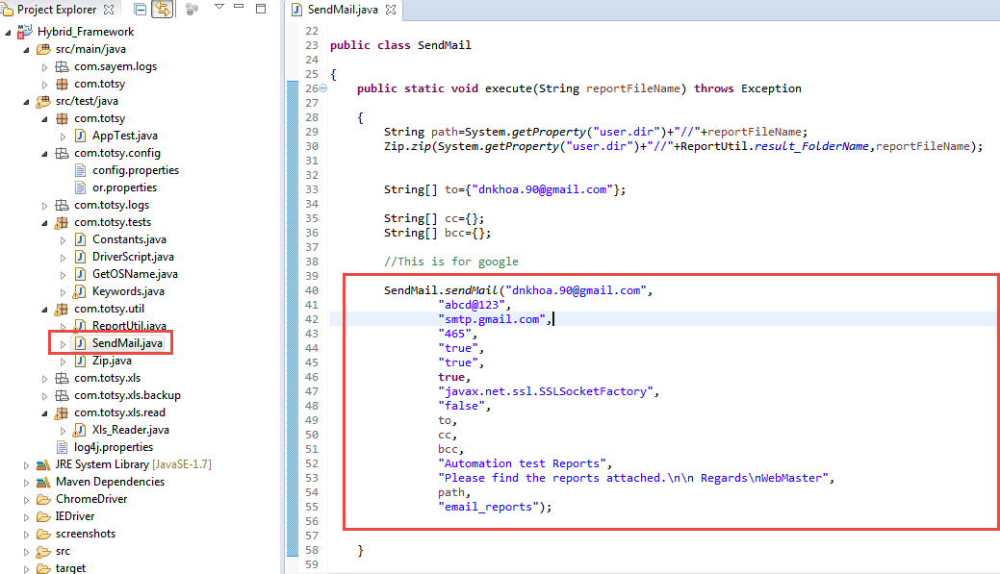 Project Explorer
Hybrid_Framework
src/main/java
com.sayem.logs
com.totsy
src/test/java
com.totsy
AppTest.java
com.totsy.config
config.properties
or.properties
com.totsy.logs
com.totsy.tests
Constants.java
DriverScript.java
GetOSName.java
Keywords.java
com.totsy.util
ReportUtil.java
SendMail.java
Zip.java
com.totsy.xls
com.totsy.xls.backup
com.totsy.xls.read
Xls_Reader.java
log4j.properties
JRE System Library [JavaSE-1.7]
Maven Dependencies
ChromeDriver
IEDriver
screenshots
src
target
SendMail.java
22
23 public class SendMail
24
25 {
26 public static void execute(String reportFileName) throws Exception
27
28 {
29 String path=System.getProperty("user.dir")+"//"+reportFileName;
30 Zip.zip(System.getProperty("user.dir")+"//"+ReportUtil.result_FolderName,reportFileName);
31
32
33 String[] to={"dnkhoa.90@gmail.com"};
34
35 String[] cc={};
36 String[] bcc={};
37
38 //This is for google
39
40 SendMail.sendMail("dnkhoa.90@gmail.com",
41 "abcd@123",
42 "smtp.gmail.com",
43 "465",
44 "true",
45 "true",
46 true,
47 "javax.net.ssl.SSLSocketFactory",
48 "false",
49 to,
50 cc,
51 bcc,
52 "Automation test Reports",
53 "Please find the reports attached.\n\n Regards\nWebMaster",
54 path,
55 "email_reports");
56
57
58 }
59